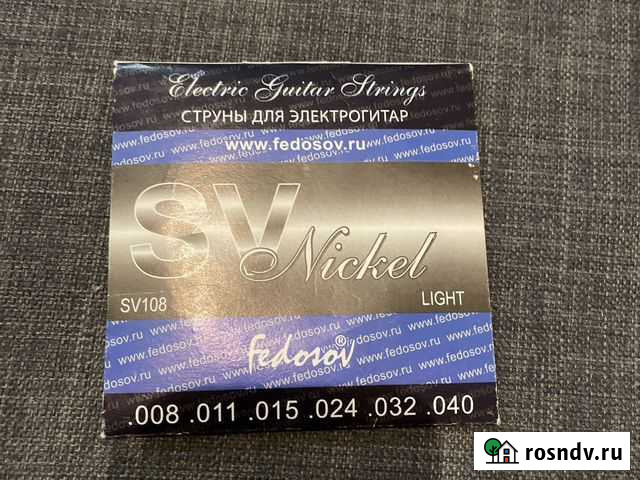 Electric Guitar Strings
СТРУНЫ ДЛЯ ЭЛЕКТРОГИТАР
www.fedosov.ru
SV Nickel
SV108 LIGHT
fedosov®
.008 .011 .015 .024 .032 .040
rosndv.ru